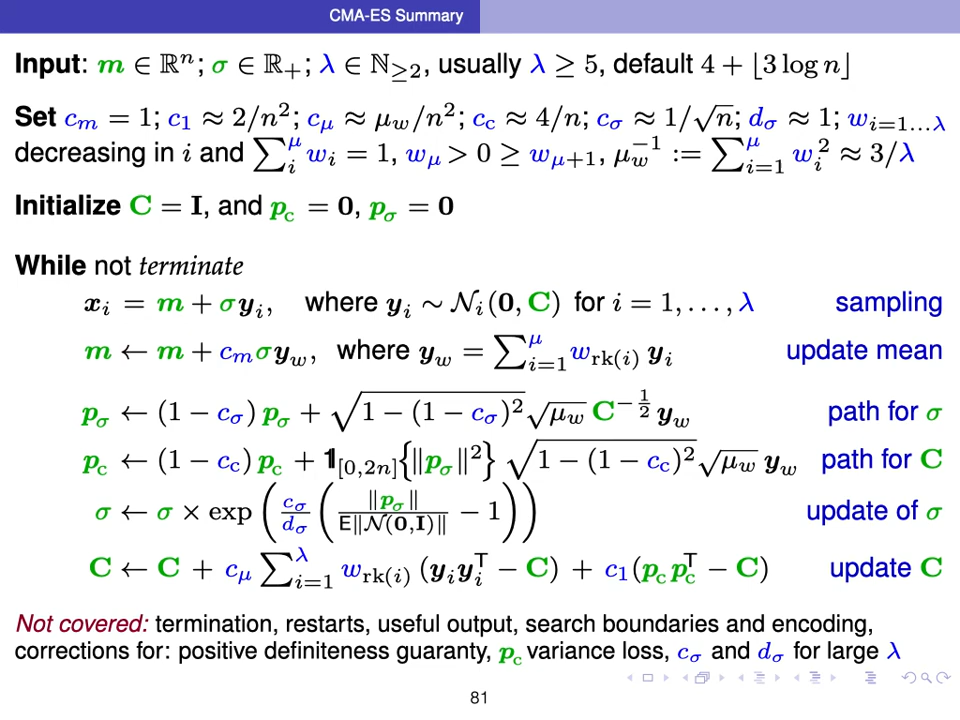 CMA-ES Summary
Input: m ∈ ℝⁿ; σ ∈ ℝ₊; λ ∈ ℕ≥2, usually λ ≥ 5, default 4 + ⌊3 log n⌋
Set c_m = 1; c_1 ≈ 2/n²; c_μ ≈ μ_w/n²; c_c ≈ 4/n; c_σ ≈ 1/√n; d_σ ≈ 1; w_{i=1…λ}
decreasing in i and ∑_i^μ w_i = 1, w_μ > 0 ≥ w_{μ+1}, μ_w^{-1} := ∑_{i=1}^μ w_i² ≈ 3/λ
Initialize C = I, and p_c = 0, p_σ = 0
While not terminate
x_i = m + σ y_i, where y_i ∼ 𝒩_i(0, C) for i = 1, …, λ sampling
m ← m + c_m σ y_w, where y_w = ∑_{i=1}^μ w_{rk(i)} y_i update mean
p_σ ← (1 − c_σ) p_σ + √(1 − (1 − c_σ)²) √μ_w C^{−1/2} y_w path for σ
p_c ← (1 − c_c) p_c + 𝟙_{[0,2n]}{‖p_σ‖²} √(1 − (1 − c_c)²) √μ_w y_w path for C
σ ← σ × exp(c_σ/d_σ (‖p_σ‖/E‖𝒩(0,I)‖ − 1)) update of σ
C ← C + c_μ ∑_{i=1}^λ w_{rk(i)} (y_i y_i^T − C) + c_1(p_c p_c^T − C) update C
Not covered: termination, restarts, useful output, search boundaries and encoding,
corrections for: positive definiteness guaranty, p_c variance loss, c_σ and d_σ for large λ
81